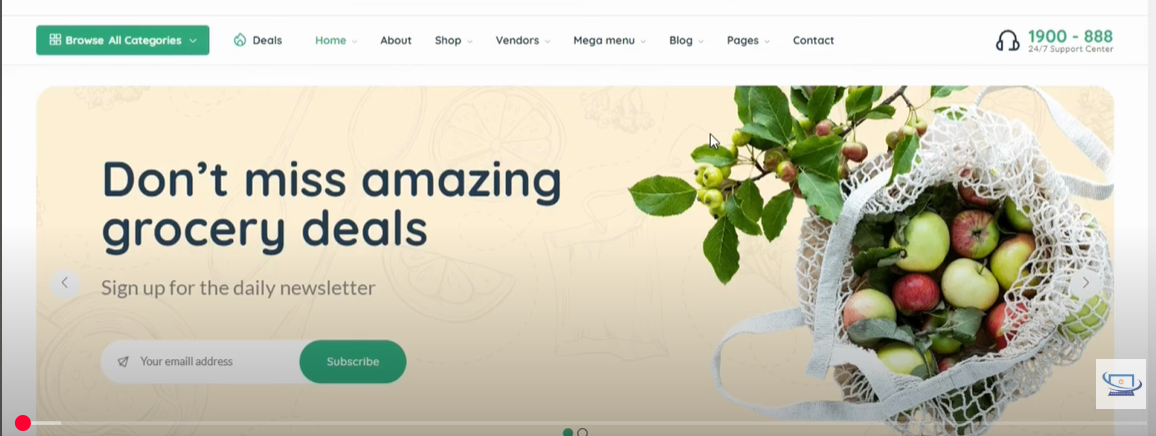 Browse All Categories
Deals
Home
About
Shop
Vendors
Mega menu
Blog
Pages
Contact
1900 - 888
24/7 Support Center
Don’t miss amazing
grocery deals
Sign up for the daily newsletter
Your emaill address
Subscribe